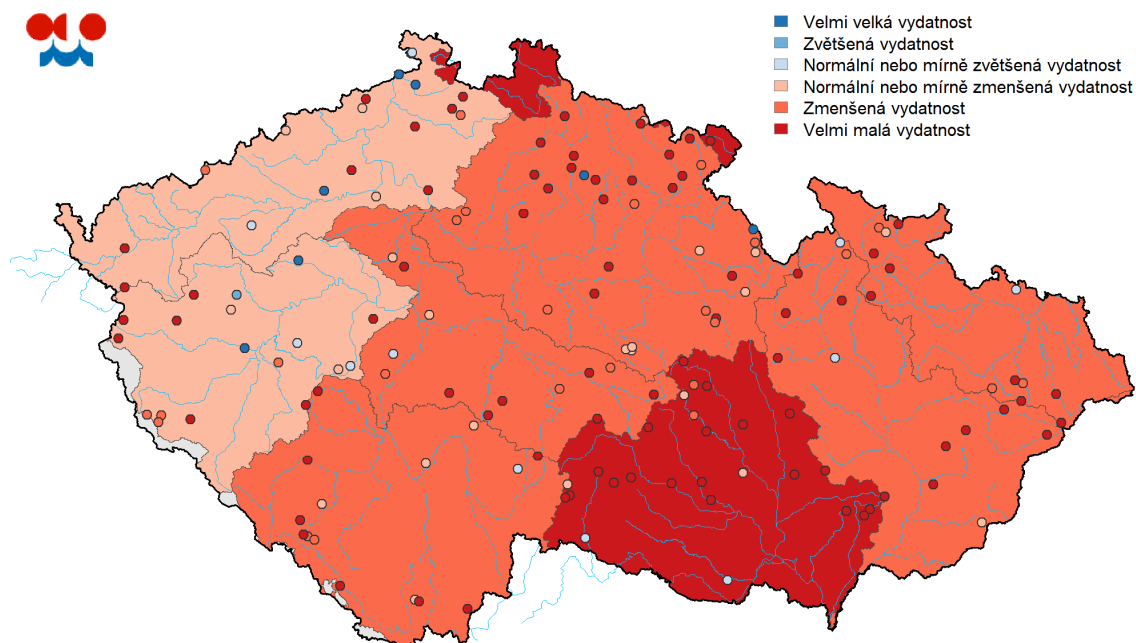 Velmi velká vydatnost
Zvětšená vydatnost
Normální nebo mírně zvětšená vydatnost
Normální nebo mírně zmenšená vydatnost
Zmenšená vydatnost
Velmi malá vydatnost